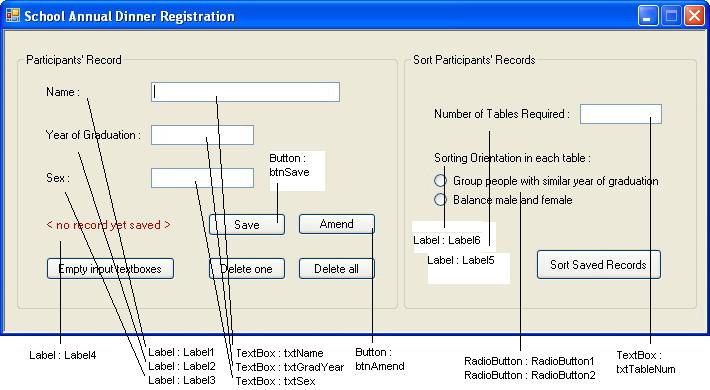 School Annual Dinner Registration
Participants' Record
Name :
Year of Graduation :
Sex :
Button :
btnSave
< no record yet saved >
Save
Amend
Empty input textboxes
Delete one
Delete all
Sort Participants' Records
Number of Tables Required :
Sorting Orientation in each table :
Group people with similar year of graduation
Balance male and female
Label : Label6
Label : Label5
Sort Saved Records
Label : Label4
Label : Label1
Label : Label2
Label : Label3
TextBox : txtName
TextBox : txtGradYear
TextBox : txtSex
Button :
btnAmend
RadioButton : RadioButton1
RadioButton : RadioButton2
TextBox :
txtTableNum